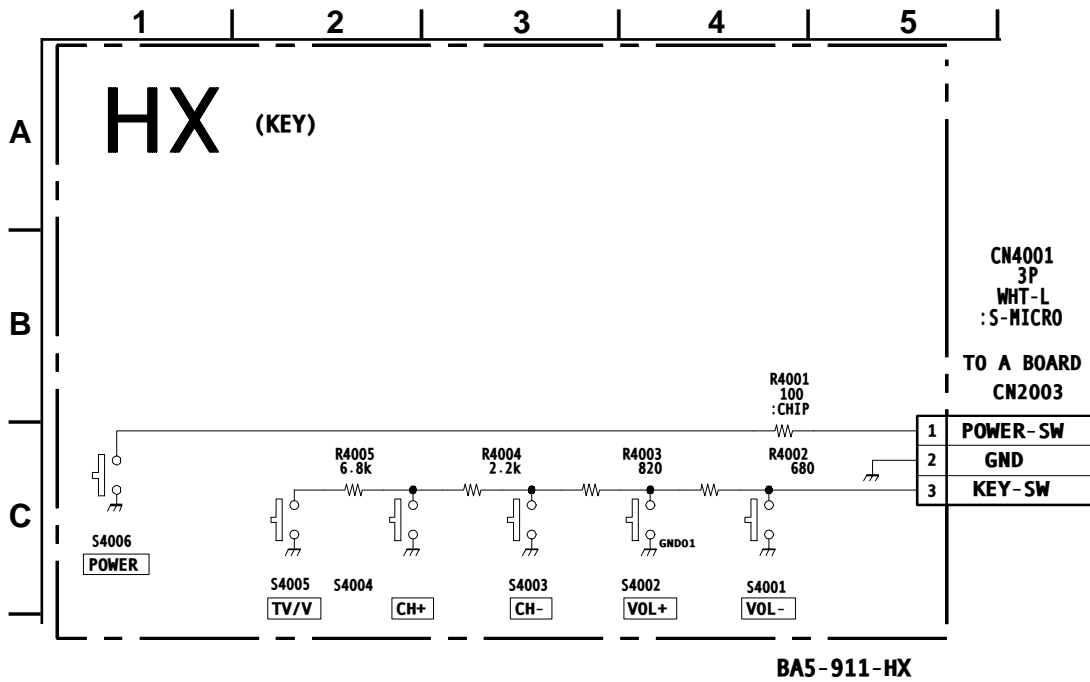 1 2 3 4 5
A
HX (KEY)
B
CN4001
3P
WHT-L
:S-MICRO
TO A BOARD
CN2003
R4001
100
:CHIP
1 POWER-SW
2 GND
3 KEY-SW
R4005
6.8k
R4004
2.2k
R4003
820
R4002
680
C
GND01
S4006
POWER
S4005
TV/V
S4004
CH+
S4003
CH-
S4002
VOL+
S4001
VOL-
BA5-911-HX